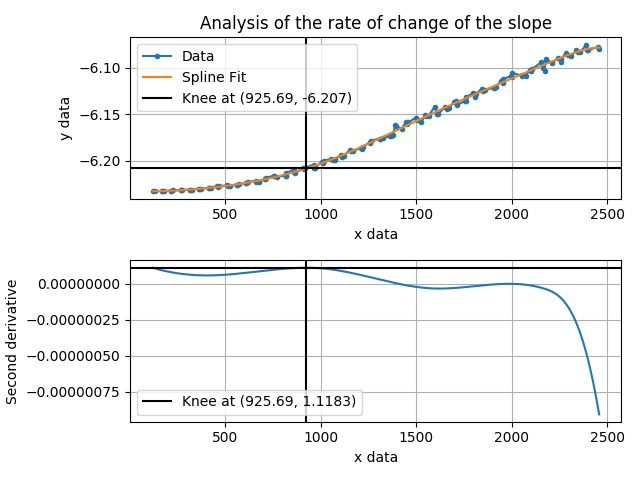 Analysis of the rate of change of the slope
Data
Spline Fit
Knee at (925.69, -6.207)
y data
−6.10
−6.15
−6.20
500
1000
1500
2000
2500
x data
Second derivative
0.00000000
−0.00000025
−0.00000050
−0.00000075
Knee at (925.69, 1.1183)
500
1000
1500
2000
2500
x data